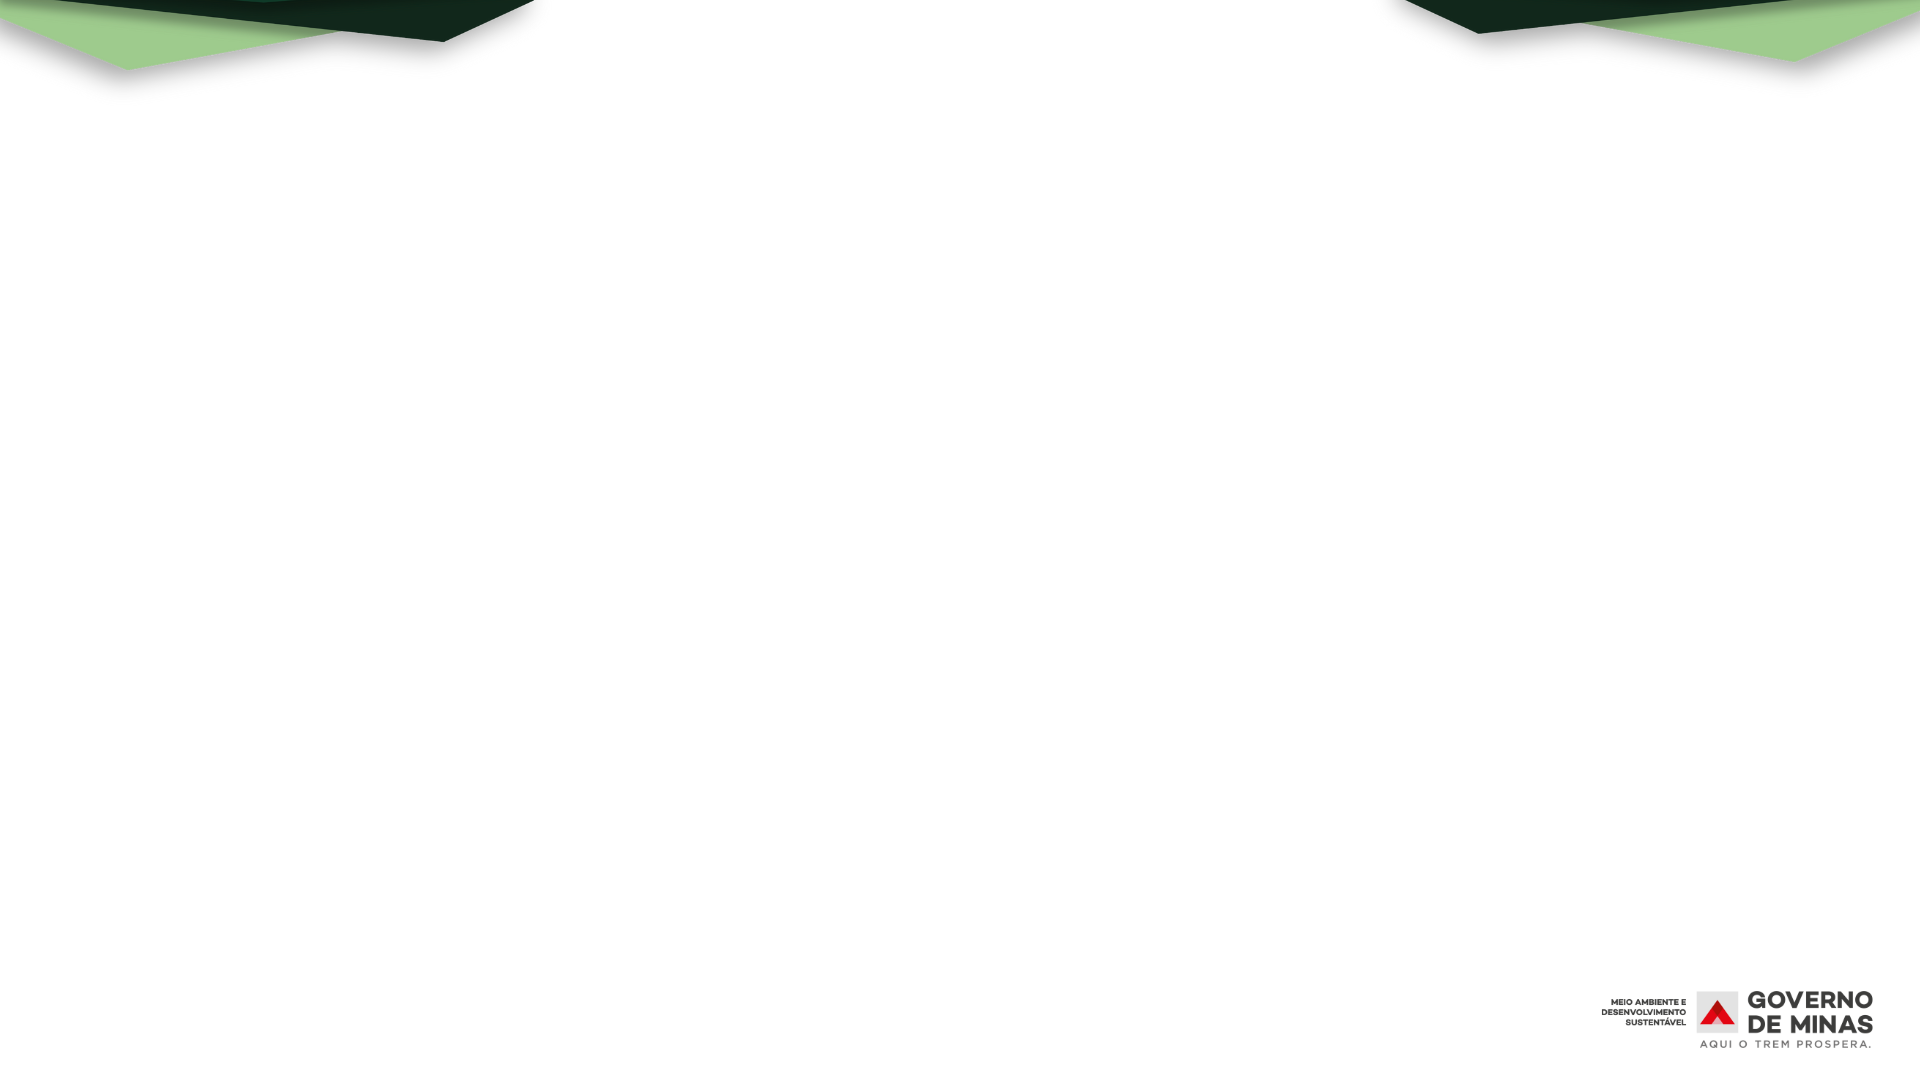 MEIO AMBIENTE E
DESENVOLVIMENTO
SUSTENTÁVEL
GOVERNO
DE MINAS
AQUI O TREM PROSPERA.